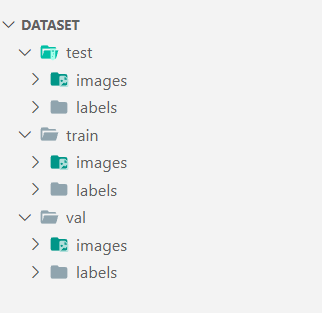 DATASET
test
images
labels
train
images
labels
val
images
labels